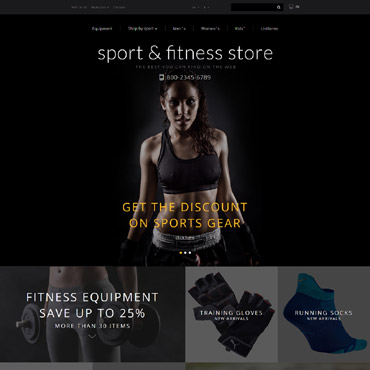 Equipment Shop by sport Men's Women's Kids' Uniforms
sport & fitness store
THE BEST YOU CAN FIND ON THE WEB
800-2345-6789
GET THE DISCOUNT
ON SPORTS GEAR
FITNESS EQUIPMENT
SAVE UP TO 25%
MORE THAN 30 ITEMS
TRAINING GLOVES
NEW ARRIVALS
RUNNING SOCKS
NEW ARRIVALS